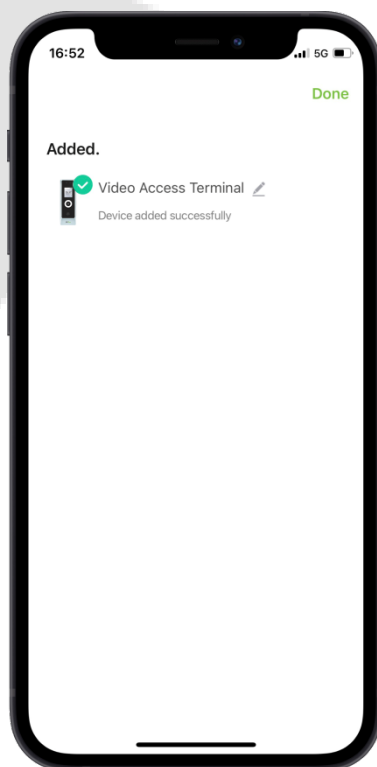 16:52
5G
Done
Added.
Video Access Terminal
Device added successfully